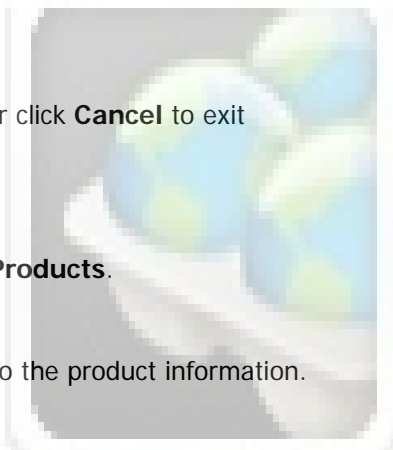 r click Cancel to exit
Products.
o the product information.